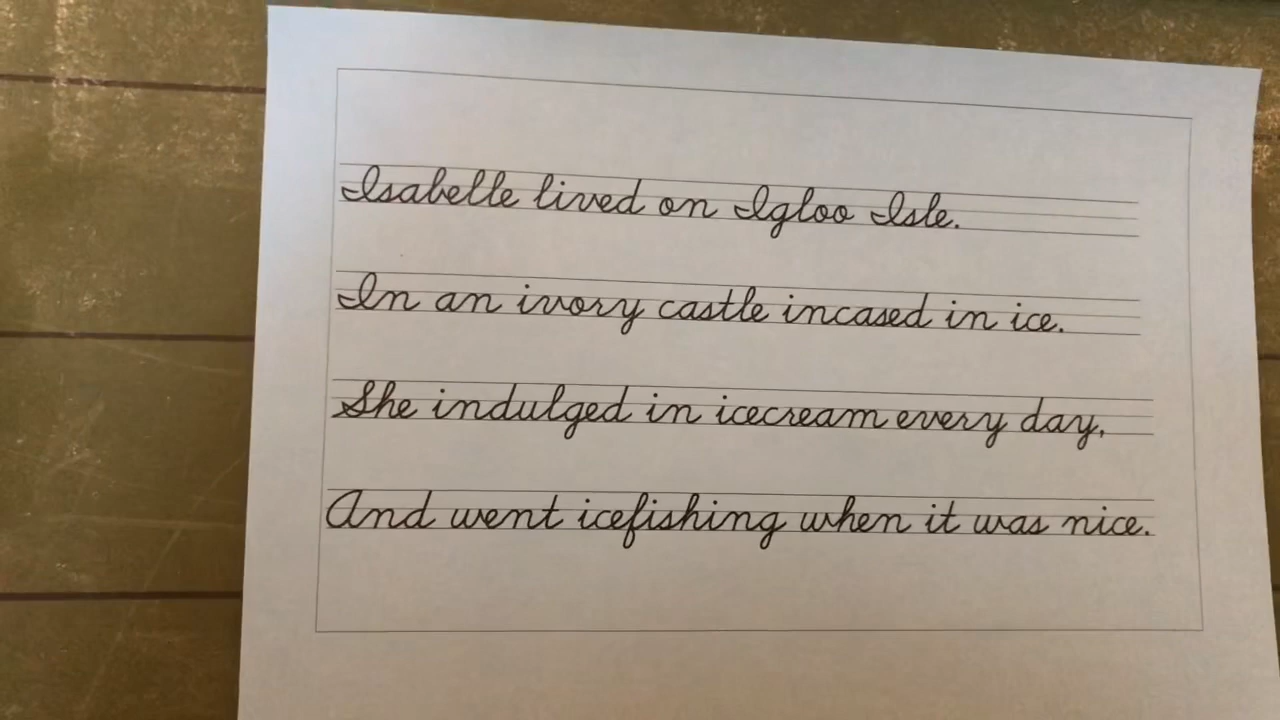 Isabelle lived on Igloo Isle.
In an ivory castle incased in ice.
She indulged in icecream every day,
And went icefishing when it was nice.